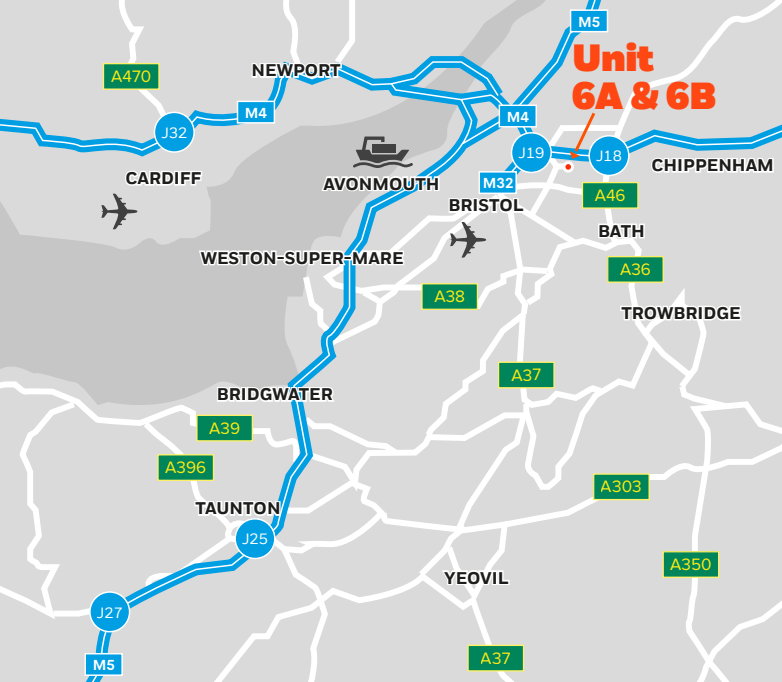 M5
Unit
6A & 6B
A470
NEWPORT
M4
M4
J32
J19
J18
CHIPPENHAM
CARDIFF
AVONMOUTH
M32
A46
BRISTOL
BATH
WESTON-SUPER-MARE
A36
A38
TROWBRIDGE
A37
BRIDGWATER
A39
A396
A303
TAUNTON
J25
A350
YEOVIL
J27
A37
M5